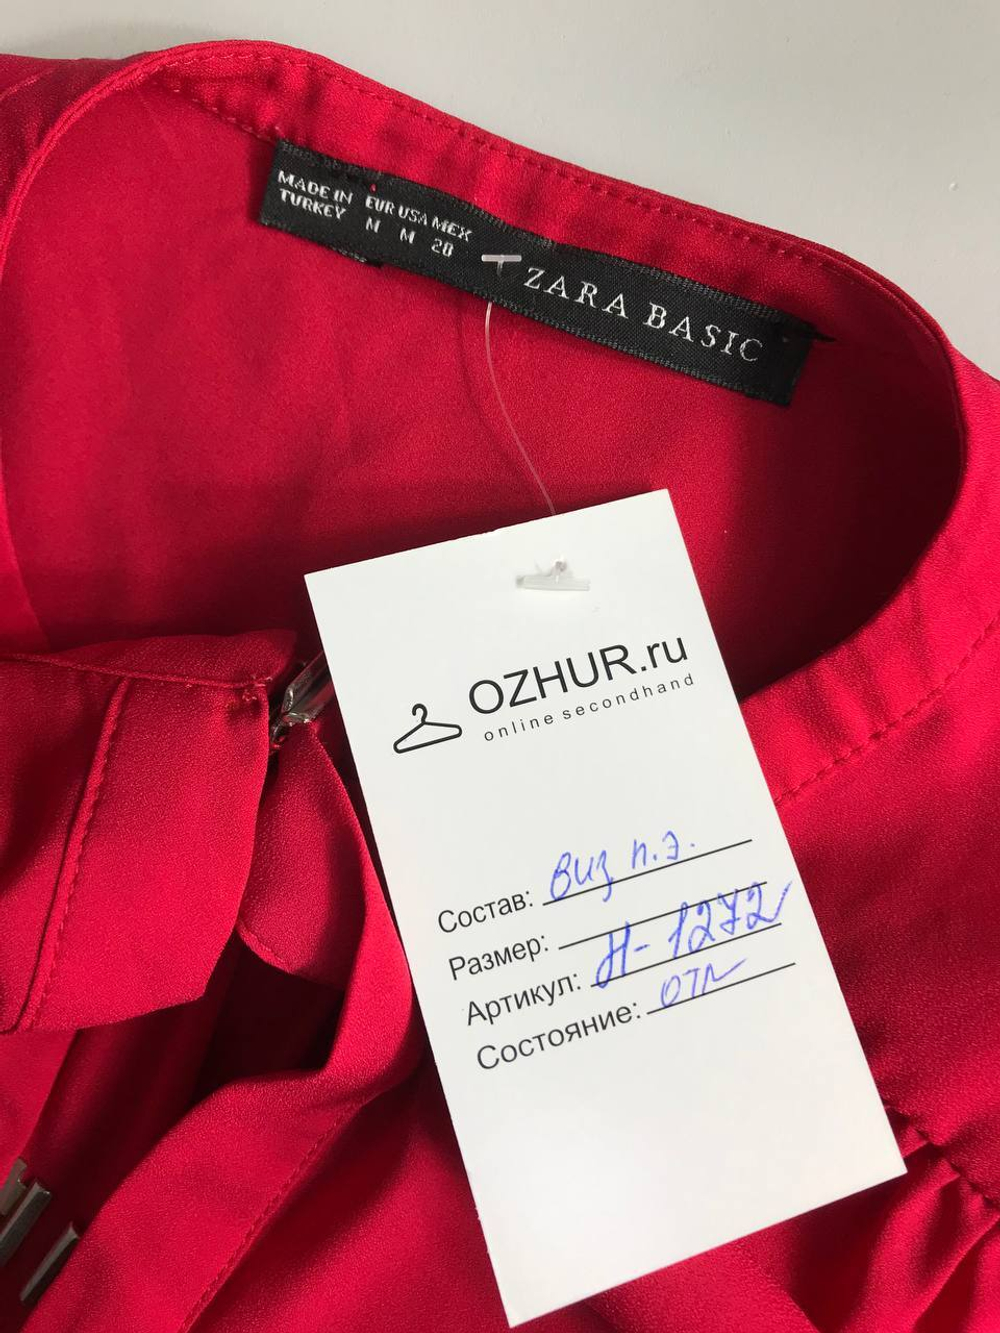 MADE IN
TURKEY
EUR USA MEX
M M 20
ZARA BASIC
OZHUR.ru
online secondhand
Состав: виз п.э.
Размер:
Артикул: Н-1272
Состояние: отл